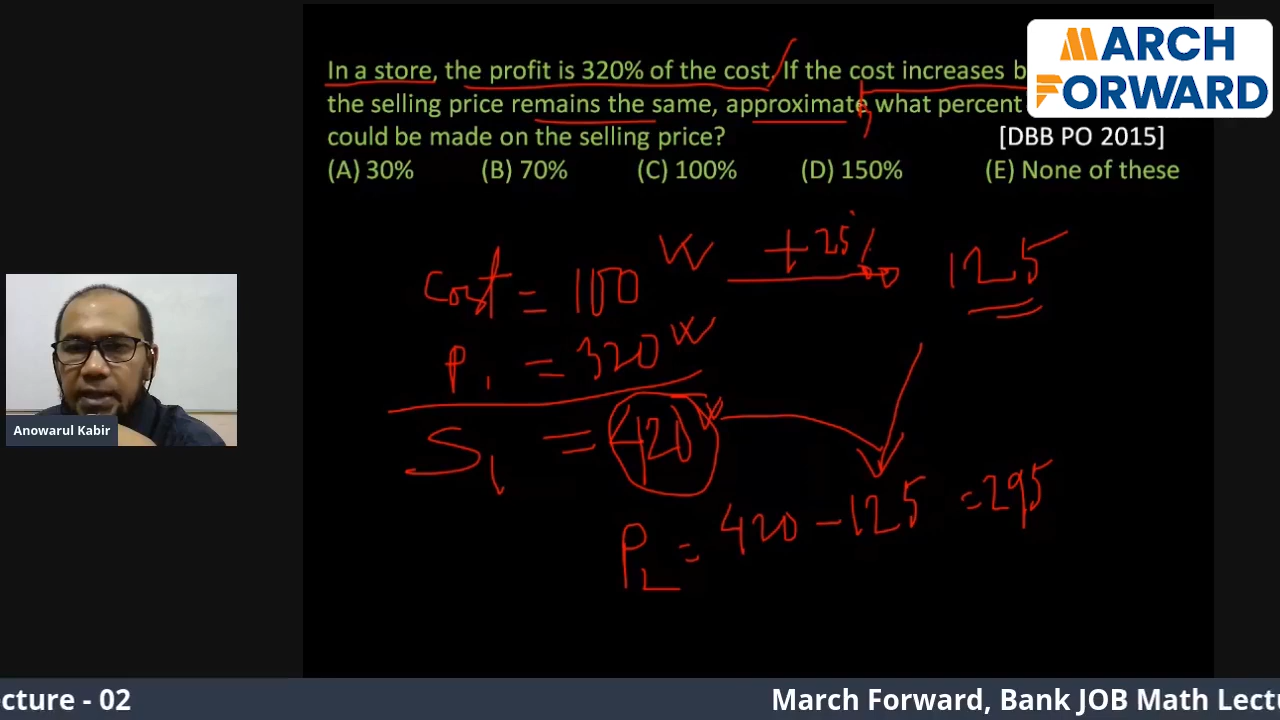 MARCH
FORWARD
In a store, the profit is 320% of the cost. If the cost increases b
the selling price remains the same, approximate what percent
could be made on the selling price? [DBB PO 2015]
(A) 30% (B) 70% (C) 100% (D) 150% (E) None of these
Cost = 100 +25% 125
P1 = 320
S1 = 420
P2 = 420 - 125 = 295
Anowarul Kabir
ecture - 02 March Forward, Bank JOB Math Lectu